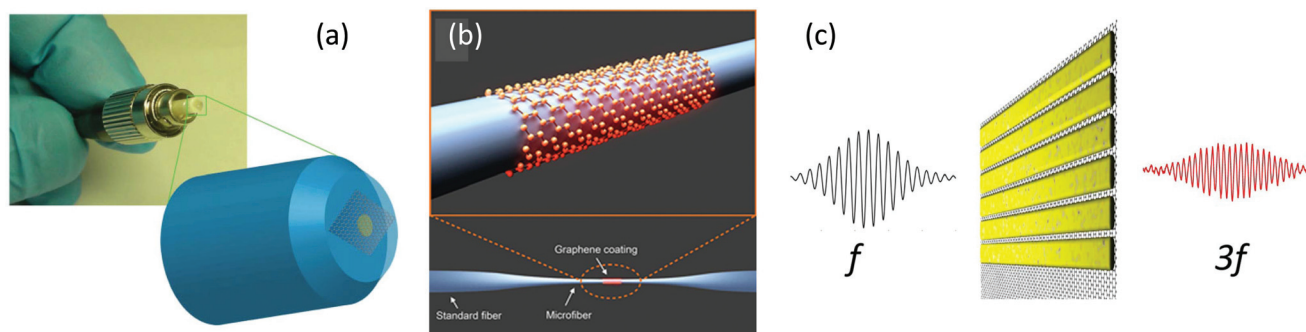 (a)
(b)
(c)
Graphene coating
Standard fiber
Microfiber
f
3f